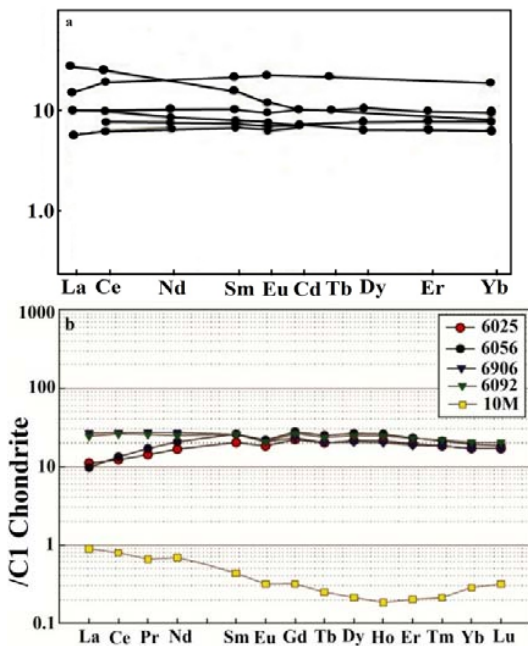 a
10
1.0
La Ce Nd Sm Eu Cd Tb Dy Er Yb
1000
b
6025
6056
6906
6092
10M
100
10
1
0.1
/C1 Chondrite
La Ce Pr Nd Sm Eu Gd Tb Dy Ho Er Tm Yb Lu